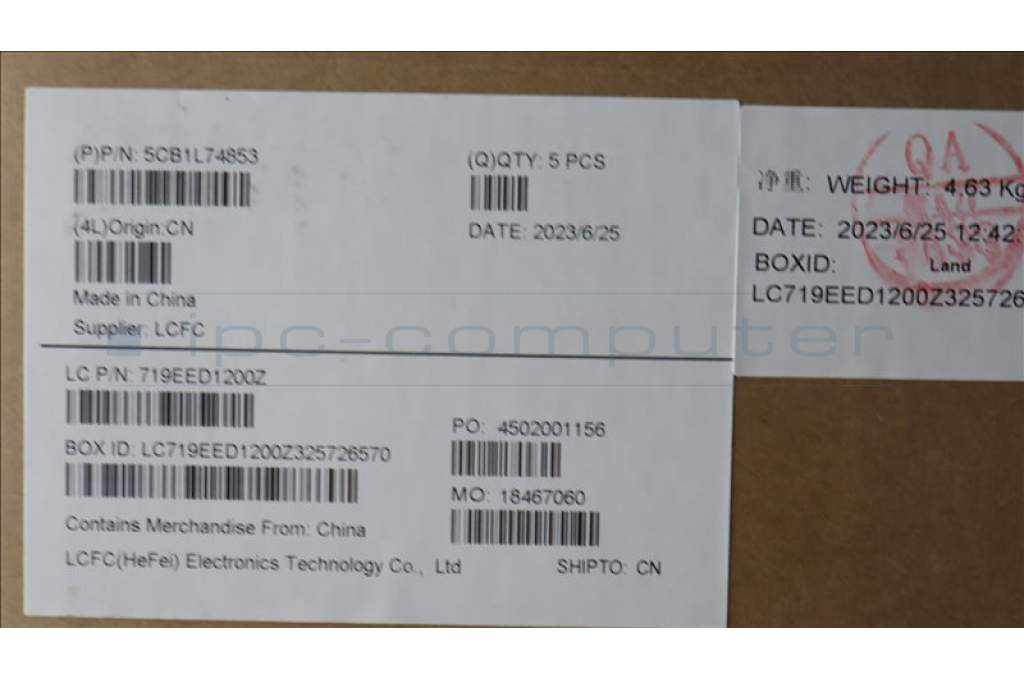 (P)P/N: 5CB1L74853
(Q)QTY: 5 PCS
(4L)Origin:CN
DATE: 2023/6/25
Made in China
Supplier: LCFC
LC P/N: 719EED1200Z
PO: 4502001156
BOX ID: LC719EED1200Z325726570
MO: 18467060
Contains Merchandise From: China
LCFC(HeFei) Electronics Technology Co., Ltd
SHIPTO: CN
QA
净重: WEIGHT: 4.63 Kg
DATE: 2023/6/25 12:42:
BOXID: Land
LC719EED1200Z325726
ipc-computer